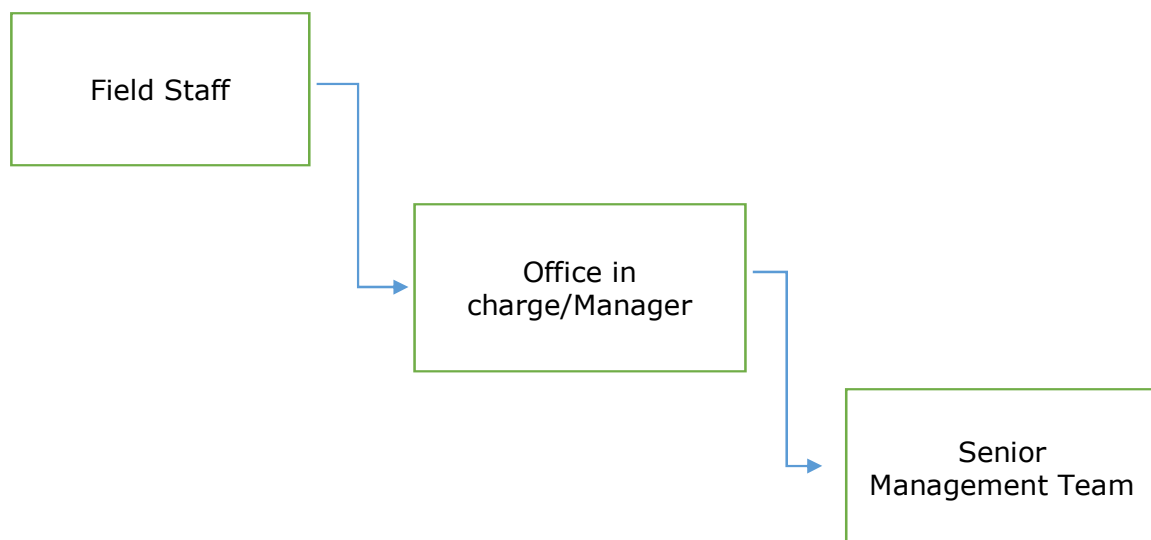 Field Staff
Office in
charge/Manager
Senior
Management Team